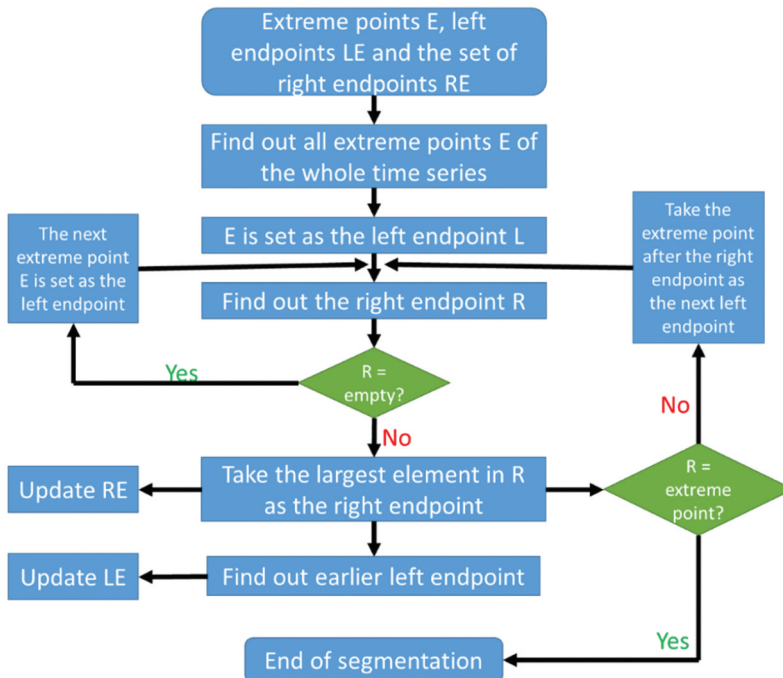 Extreme points E, left
endpoints LE and the set of
right endpoints RE
Find out all extreme points E of
the whole time series
E is set as the left endpoint L
The next
extreme point
E is set as the
left endpoint
Take the
extreme point
after the right
endpoint as
the next left
endpoint
Find out the right endpoint R
R =
empty?
Yes
No
Take the largest element in R
as the right endpoint
Update RE
R =
extreme
point?
No
Find out earlier left endpoint
Update LE
Yes
End of segmentation